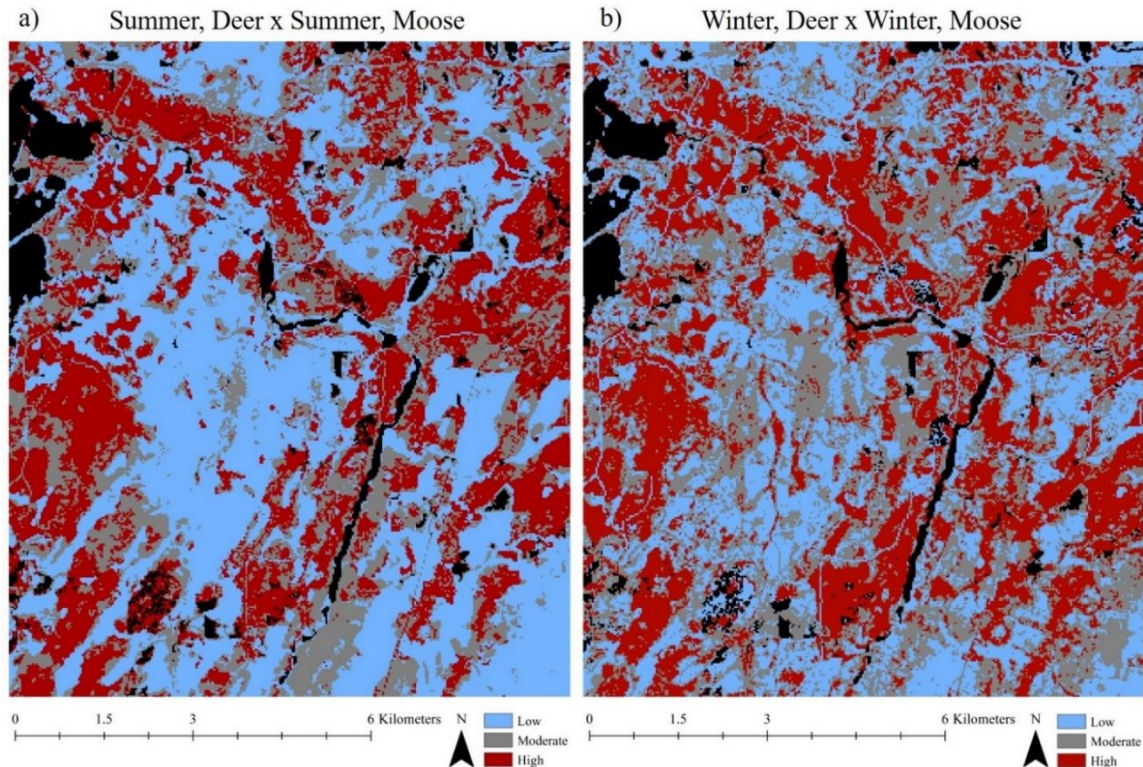 a) Summer, Deer x Summer, Moose
b) Winter, Deer x Winter, Moose
0 1.5 3 6 Kilometers N
Low
Moderate
High
0 1.5 3 6 Kilometers N
Low
Moderate
High